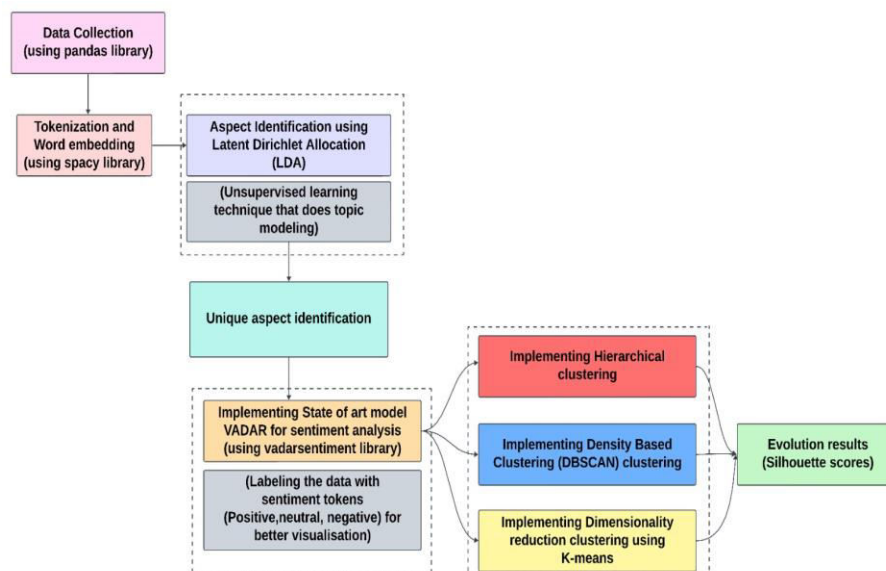 Data Collection
(using pandas library)
Tokenization and
Word embedding
(using spacy library)
Aspect Identification using
Latent Dirichlet Allocation
(LDA)
(Unsupervised learning
technique that does topic
modeling)
Unique aspect identification
Implementing State of art model
VADAR for sentiment analysis
(using vadarsentiment library)
(Labeling the data with
sentiment tokens
(Positive,neutral, negative) for
better visualisation)
Implementing Hierarchical
clustering
Implementing Density Based
Clustering (DBSCAN) clustering
Implementing Dimensionality
reduction clustering using
K-means
Evolution results
(Silhouette scores)